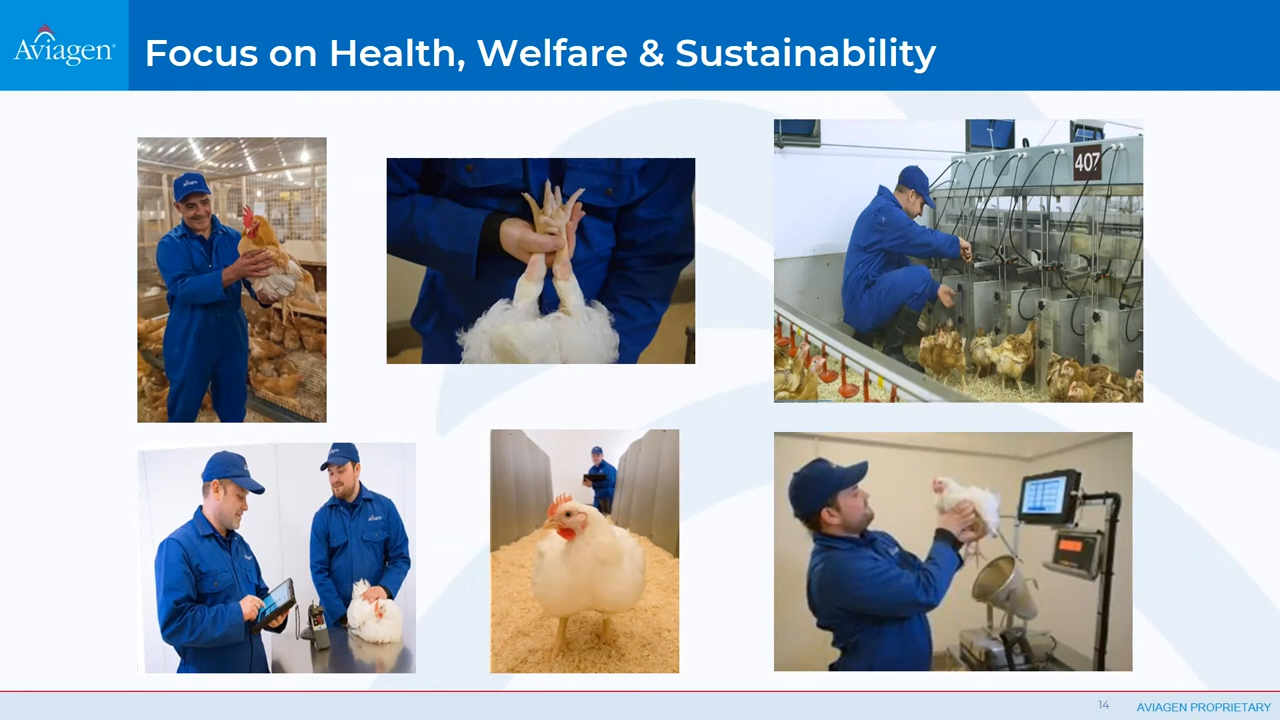 Aviagen®
Focus on Health, Welfare & Sustainability
407
14
AVIAGEN PROPRIETARY